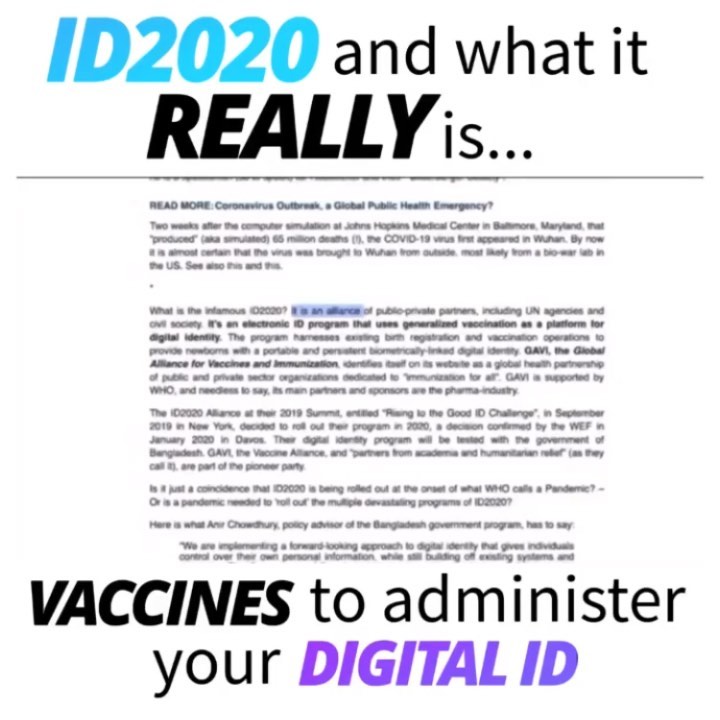 ID2020 and what it
REALLY is...
READ MORE: Coronavirus Outbreak, a Global Public Health Emergency?
Two weeks after the computer simulation at Johns Hopkins Medical Center in Baltimore, Maryland, that
"produced" (aka simulated) 65 million deaths (!), the COVID-19 virus first appeared in Wuhan. By now
it is almost certain that the virus was brought to Wuhan from outside, most likely from a bio-war lab in
the US. See also this and this.
*
What is the infamous ID2020? It is an alliance of public-private partners, including UN agencies and
civil society. It's an electronic ID program that uses generalized vaccination as a platform for
digital identity. The program harnesses existing birth registration and vaccination operations to
provide newborns with a portable and persistent biometrically-linked digital identity. GAVI, the Global
Alliance for Vaccines and Immunization, identifies itself on its website as a global health partnership
of public and private sector organizations dedicated to "immunization for all". GAVI is supported by
WHO, and needless to say, its main partners and sponsors are the pharma-industry.
The ID2020 Alliance at their 2019 Summit, entitled "Rising to the Good ID Challenge", in September
2019 in New York, decided to roll out their program in 2020, a decision confirmed by the WEF in
January 2020 in Davos. Their digital identity program will be tested with the government of
Bangladesh. GAVI, the Vaccine Alliance, and "partners from academia and humanitarian relief" (as they
call it), are part of the pioneer party.
Is it just a coincidence that ID2020 is being rolled out at the onset of what WHO calls a Pandemic? –
Or is a pandemic needed to 'roll out' the multiple devastating programs of ID2020?
Here is what Anir Chowdhury, policy advisor of the Bangladesh government program, has to say:
"We are implementing a forward-looking approach to digital identity that gives individuals
control over their own personal information, while still building off existing systems and
VACCINES to administer
your DIGITAL ID